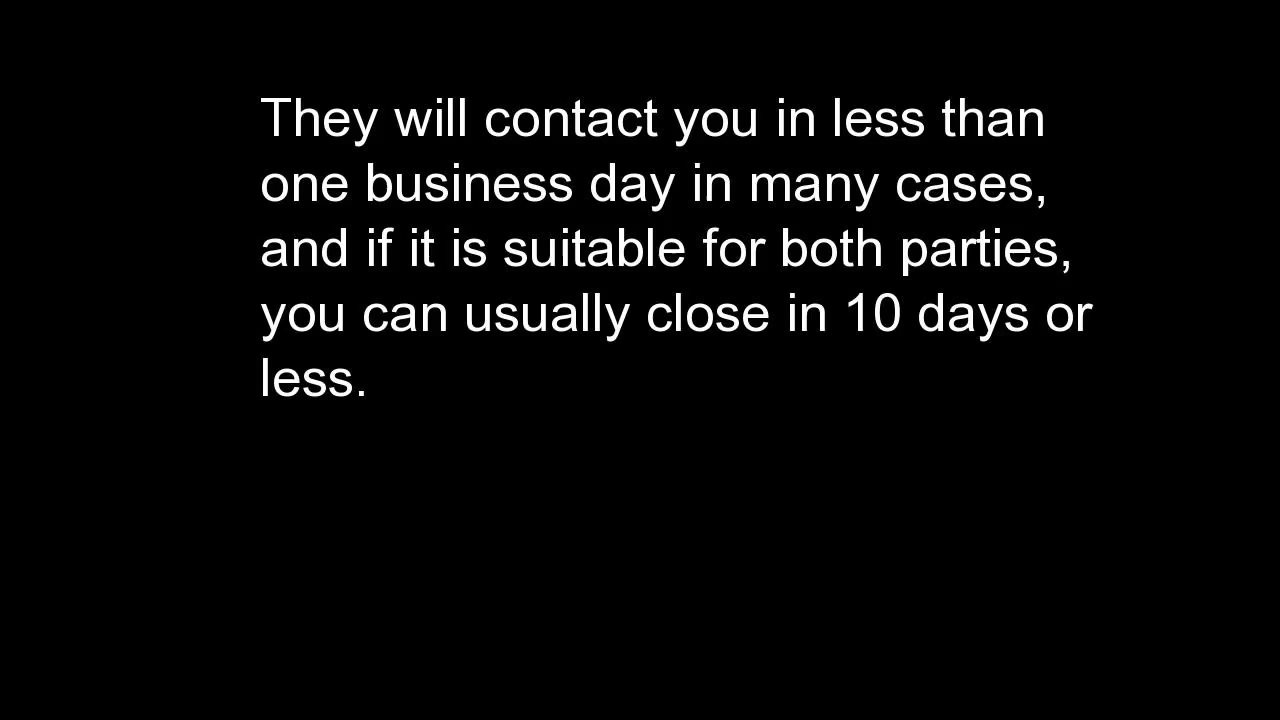 They will contact you in less than
one business day in many cases,
and if it is suitable for both parties,
you can usually close in 10 days or
less.